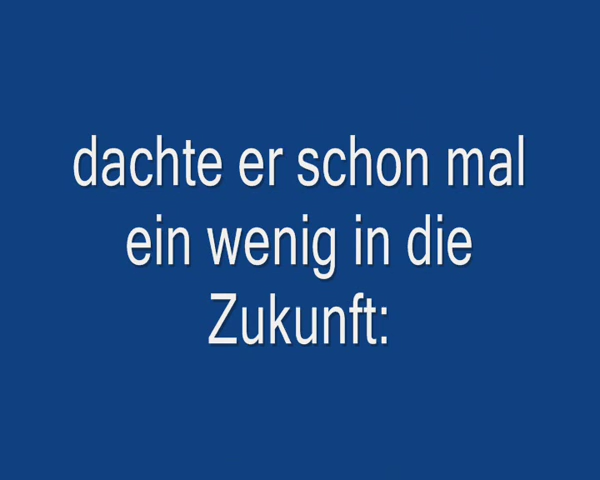 dachte er schon mal
ein wenig in die
Zukunft: